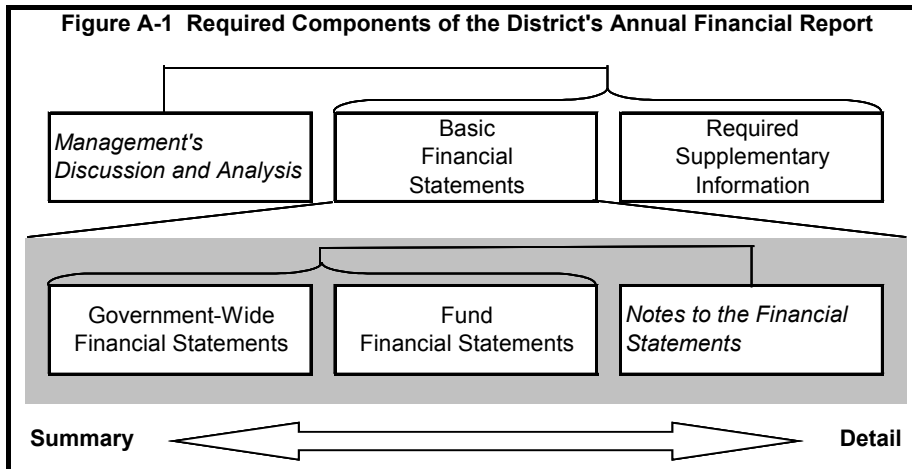 Figure A-1 Required Components of the District's Annual Financial Report
Management's
Discussion and Analysis
Basic
Financial
Statements
Required
Supplementary
Information
Government-Wide
Financial Statements
Fund
Financial Statements
Notes to the Financial
Statements
Summary
Detail